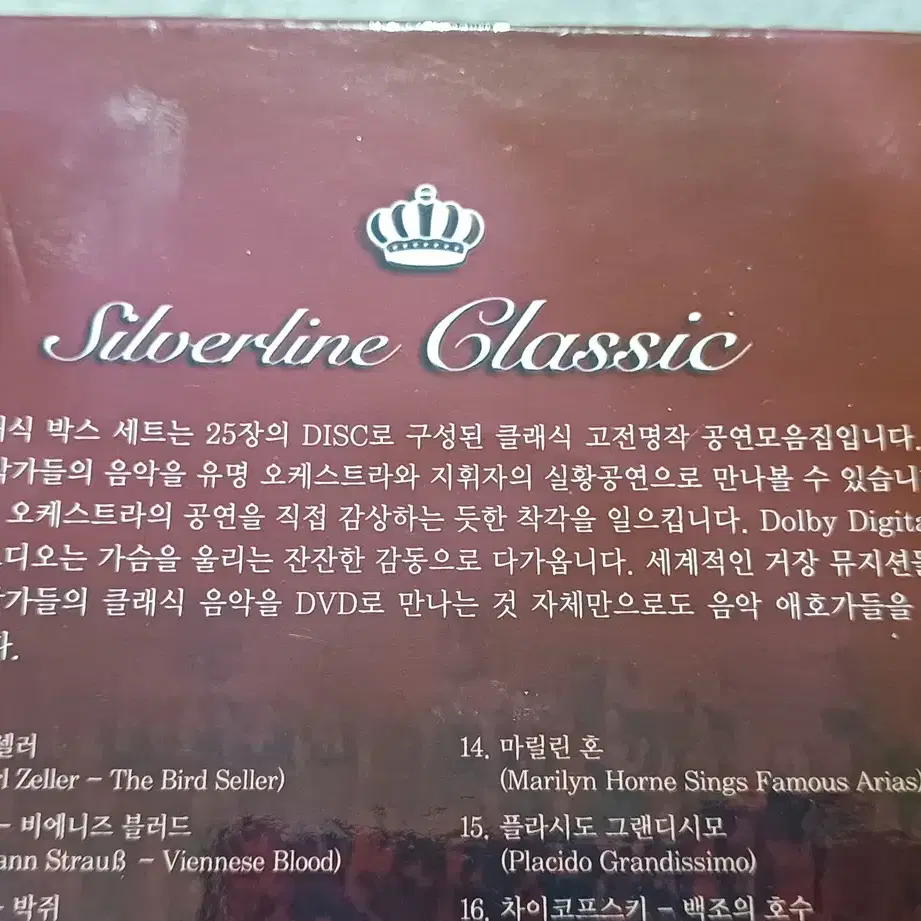 Silverline Classic
식 박스 세트는 25장의 DISC로 구성된 클래식 고전명작 공연모음집입니다.
가들의 음악을 유명 오케스트라와 지휘자의 실황공연으로 만나볼 수 있습니
오케스트라의 공연을 직접 감상하는 듯한 착각을 일으킵니다. Dolby Digita
디오는 가슴을 울리는 잔잔한 감동으로 다가옵니다. 세계적인 거장 뮤지션
가들의 클래식 음악을 DVD로 만나는 것 자체만으로도 음악 애호가들을
다.
첼러
rl Zeller – The Bird Seller)
– 비에니즈 블러드
ann Strauß – Viennese Blood)
– 박쥐
14. 마릴린 혼
(Marilyn Horne Sings Famous Arias)
15. 플라시도 그랜디시모
(Placido Grandissimo)
16. 차이코프스키 – 백조의 호수